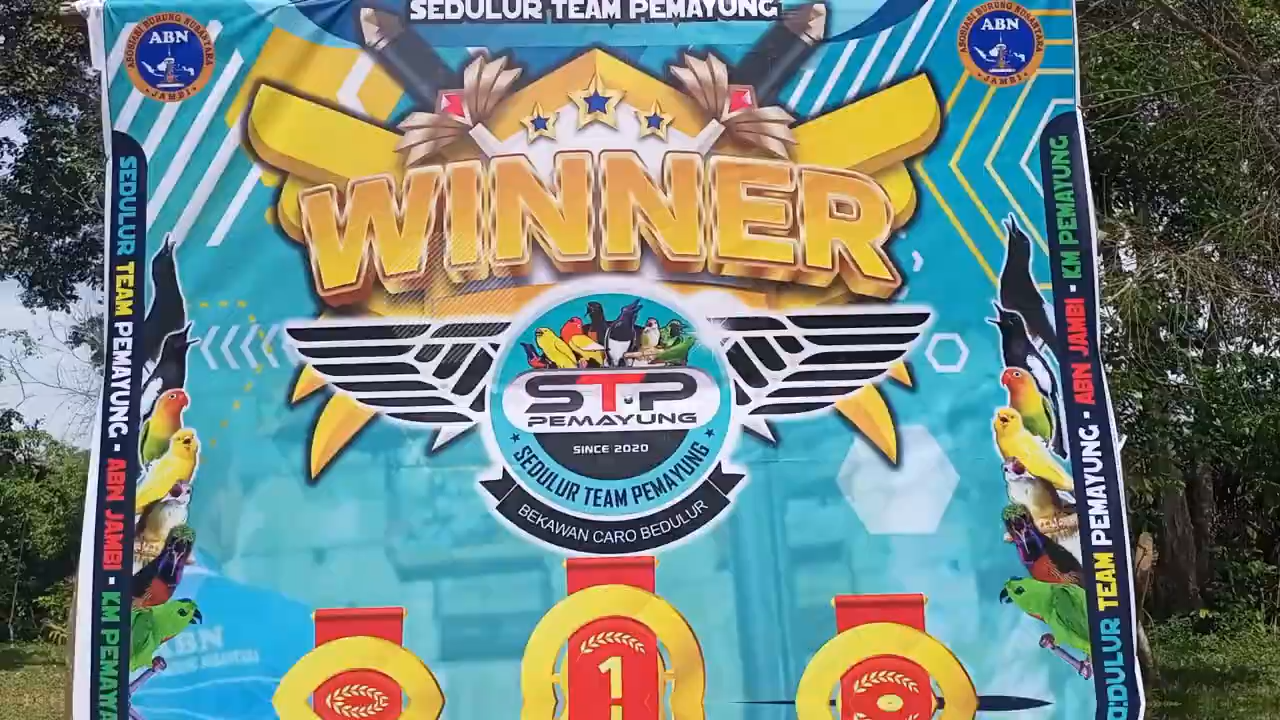 SEDULUR TEAM PEMAYUNG
ASOSIASI BURUNG NUSANTARA
ABN
JAMBI
ASOSIASI BURUNG NUSANTARA
ABN
JAMBI
WINNER
SEDULUR TEAM PEMAYUNG - ABN JAMBI - KM PEMAYU
SEDULUR TEAM PEMAYUNG - ABN JAMBI - KM PEMAYUNG
STP
PEMAYUNG
SINCE 2020
SEDULUR TEAM PEMAYUNG
BEKAWAN CARO BEDULUR
ABN
1